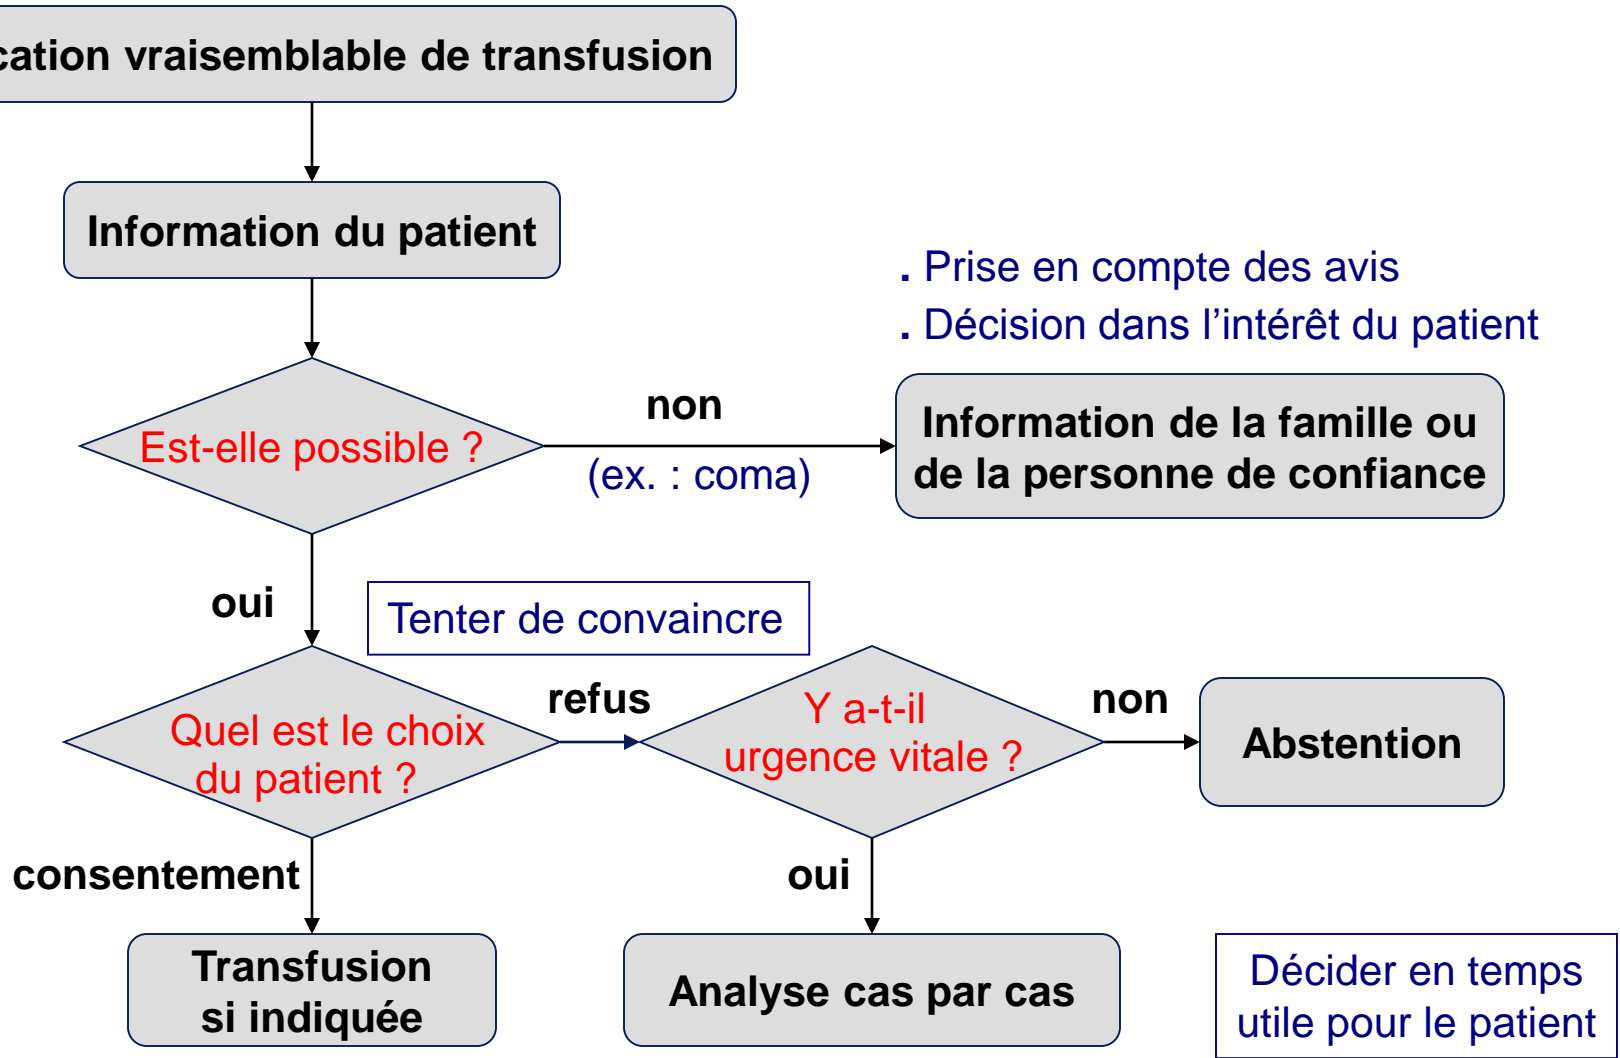 cation vraisemblable de transfusion
Information du patient
. Prise en compte des avis
. Décision dans l’intérêt du patient
Est-elle possible ?
non
(ex. : coma)
Information de la famille ou
de la personne de confiance
oui
Tenter de convaincre
Quel est le choix
du patient ?
refus
Y a-t-il
urgence vitale ?
non
Abstention
consentement
oui
Transfusion
si indiquée
Analyse cas par cas
Décider en temps
utile pour le patient